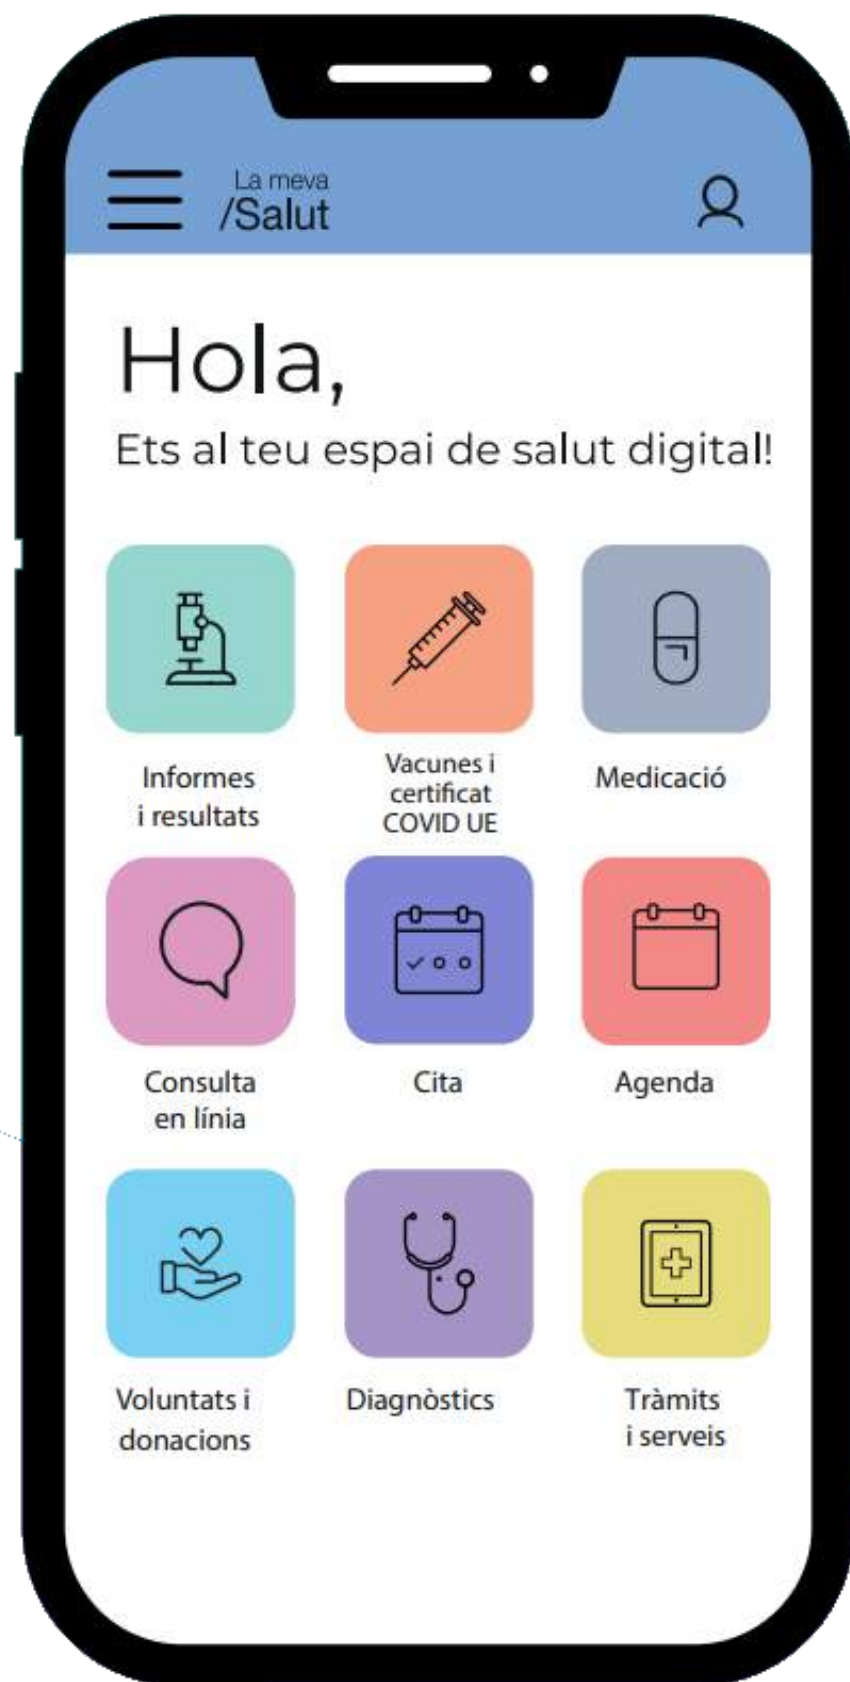 La meva
/Salut
Hola,
Ets al teu espai de salut digital!
Informes
i resultats
Vacunes i
certificat
COVID UE
Medicació
Consulta
en línia
Cita
Agenda
Voluntats i
donacions
Diagnòstics
Tràmits
i serveis